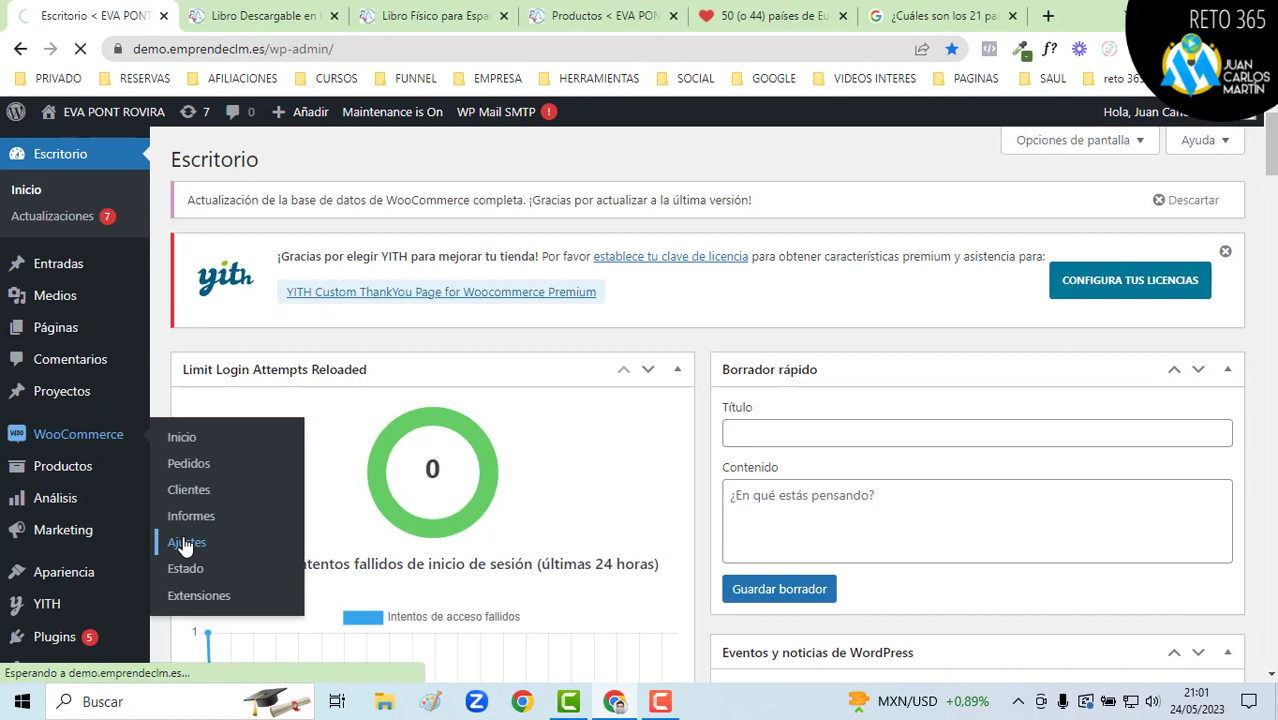 Escritorio ‹ EVA PONT ROVIRA
Libro Descargable en
Libro Físico para Espa
Productos ‹ EVA PONT
50 (o 44) países de Eu
¿Cuáles son los 21 pa
demo.emprendeclm.es/wp-admin/
PRIVADO
RESERVAS
AFILIACIONES
CURSOS
FUNNEL
EMPRESA
HERRAMIENTAS
SOCIAL
GOOGLE
VIDEOS INTERES
PAGINAS
SAUL
reto 365
RETO 365
JUAN
CARLOS
MARTÍN
EVA PONT ROVIRA
7
0
Añadir
Maintenance is On
WP Mail SMTP
!
Hola, Juan
Escritorio
Inicio
Actualizaciones 7
Entradas
Medios
Páginas
Comentarios
Proyectos
WooCommerce
Productos
Análisis
Marketing
Apariencia
YITH
Plugins 5
Inicio
Pedidos
Clientes
Informes
Ajustes
Estado
Extensiones
Opciones de pantalla
Ayuda
Escritorio
Actualización de la base de datos de WooCommerce completa. ¡Gracias por actualizar a la última versión!
Descartar
yith
¡Gracias por elegir YITH para mejorar tu tienda! Por favor establece tu clave de licencia para obtener características premium y asistencia para:
YITH Custom ThankYou Page for Woocommerce Premium
CONFIGURA TUS LICENCIAS
Limit Login Attempts Reloaded
0
ntentos fallidos de inicio de sesión (últimas 24 horas)
Intentos de acceso fallidos
1
Borrador rápido
Título
Contenido
¿En qué estás pensando?
Guardar borrador
Eventos y noticias de WordPress
Esperando a demo.emprendeclm.es...
Buscar
MXN/USD +0,89%
21:01
24/05/2023